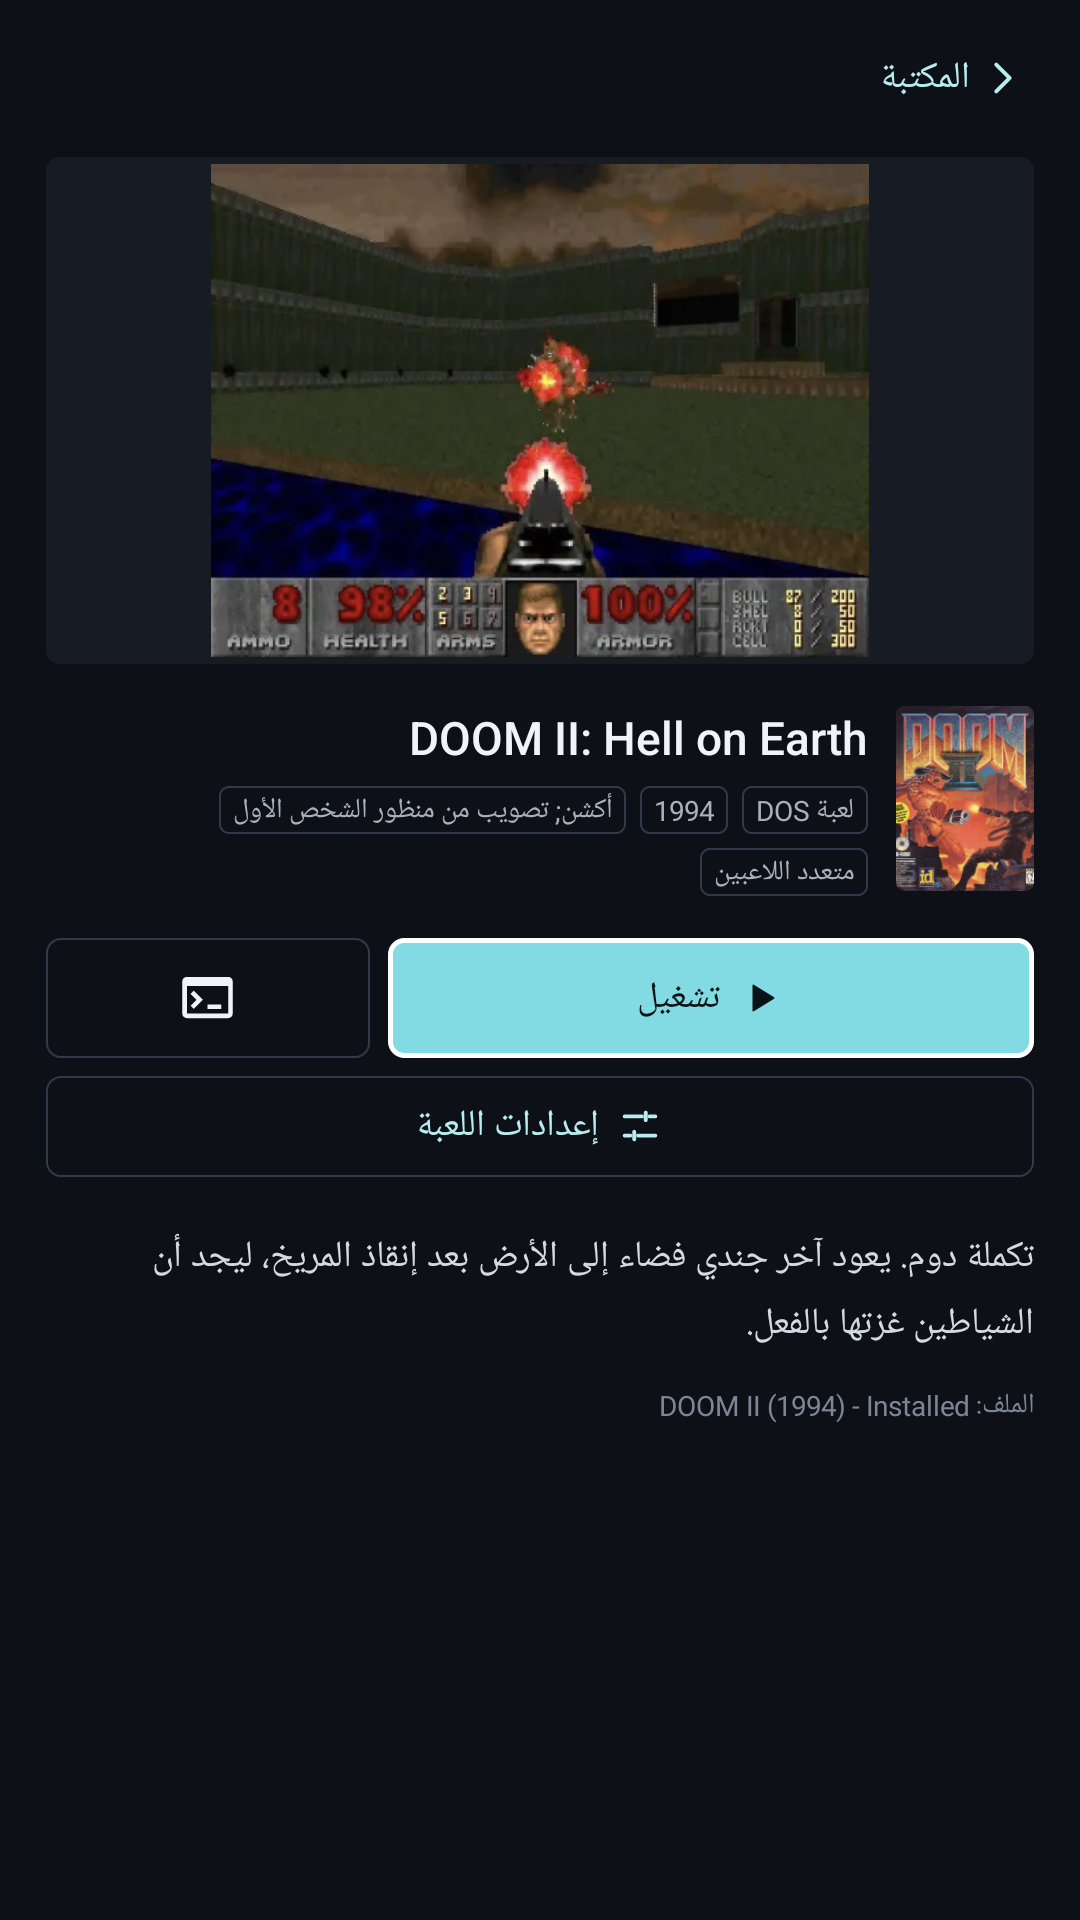 المكتبة
8 98% 2 3 4 100% BULL 87 / 200
5 6 7 SHEL 8 / 50
RCKT 0 / 50
AMMO HEALTH ARMS ARMOR CELL 0 / 300
DOOM II: Hell on Earth
DOOM
II
id
لعبة DOS 1994 أكشن; تصويب من منظور الشخص الأول
متعدد اللاعبين
تشغيل
إعدادات اللعبة
تكملة دوم. يعود آخر جندي فضاء إلى الأرض بعد إنقاذ المريخ، ليجد أن
الشياطين غزتها بالفعل.
الملف: DOOM II (1994) - Installed